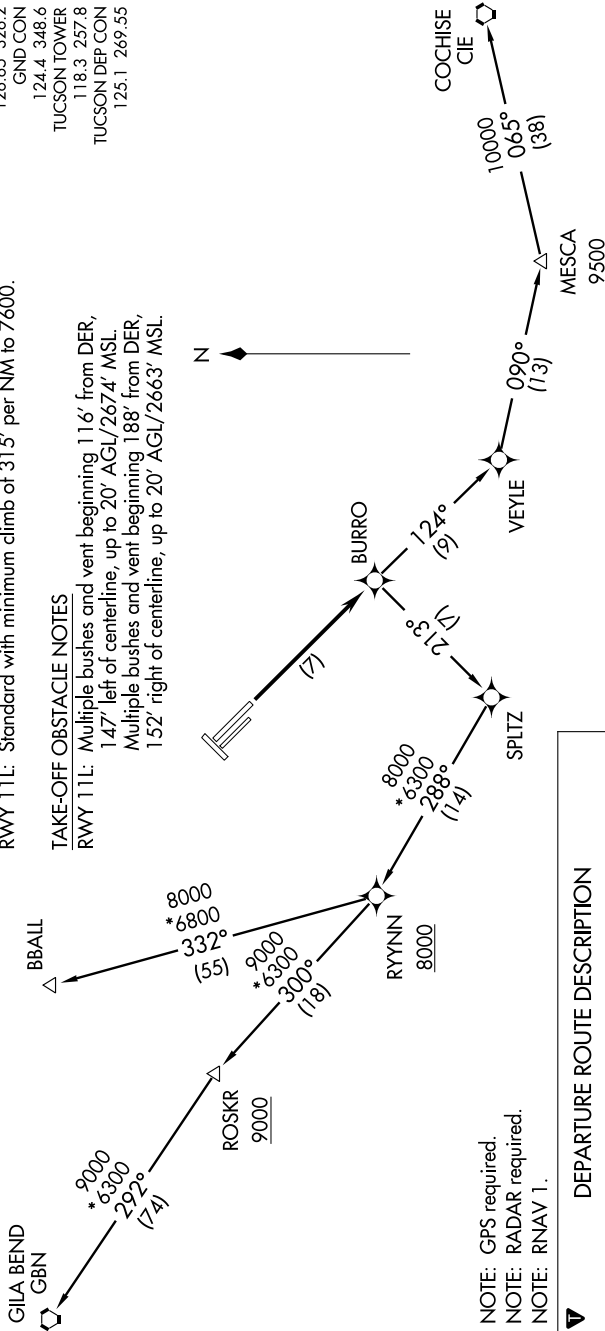 126.65 326.2
GND CON
124.4 348.6
TUCSON TOWER
118.3 257.8
TUCSON DEP CON
125.1 269.55
RWY 11L: Standard with minimum climb of 315' per NM to 7600.
TAKE-OFF OBSTACLE NOTES
RWY 11L: Multiple bushes and vent beginning 116' from DER,
147' left of centerline, up to 20' AGL/2674' MSL.
Multiple bushes and vent beginning 188' from DER,
152' right of centerline, up to 20' AGL/2663' MSL.
N
COCHISE
CIE
10000
065°
(38)
MESCA
9500
090°
(13)
VEYLE
124°
(9)
BURRO
(7)
213°
(7)
SPLTZ
8000
*6300
288°
(14)
RYYNN
8000
BBALL
8000
*6800
332°
(55)
9000
*6300
300°
(18)
ROSKR
9000
9000
*6300
292°
(74)
GILA BEND
GBN
NOTE: GPS required.
NOTE: RADAR required.
NOTE: RNAV 1.
T
DEPARTURE ROUTE DESCRIPTION